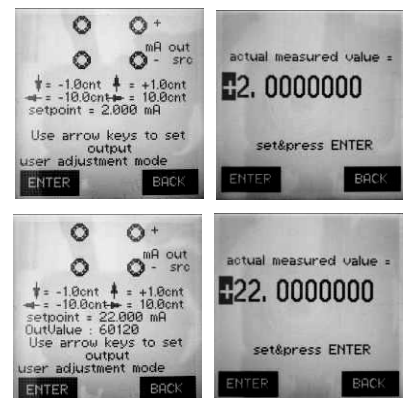 +
mA out
- src
= -1.0cnt = +1.0cnt
= -10.0cnt = 10.0cnt
setpoint = 2.000 mA
Use arrow keys to set
output
user adjustment mode
ENTER BACK
actual measured value =
+2. 0000000
set&press ENTER
ENTER BACK
+
mA out
- src
= -1.0cnt = +1.0cnt
= -10.0cnt = 10.0cnt
setpoint = 22.000 mA
OutValue : 60120
Use arrow keys to set
output
user adjustment mode
ENTER BACK
actual measured value =
+22. 0000000
set&press ENTER
ENTER BACK